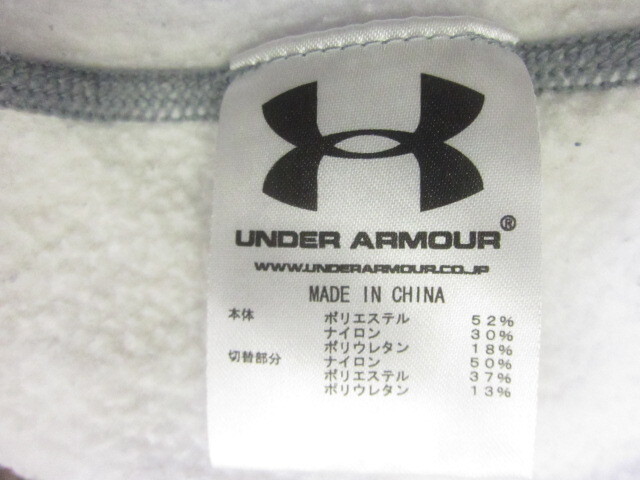 UNDER ARMOUR®
WWW.UNDERARMOUR.CO.JP
MADE IN CHINA
本体 ポリエステル 52%
ナイロン 30%
ポリウレタン 18%
切替部分 ナイロン 50%
ポリエステル 37%
ポリウレタン 13%